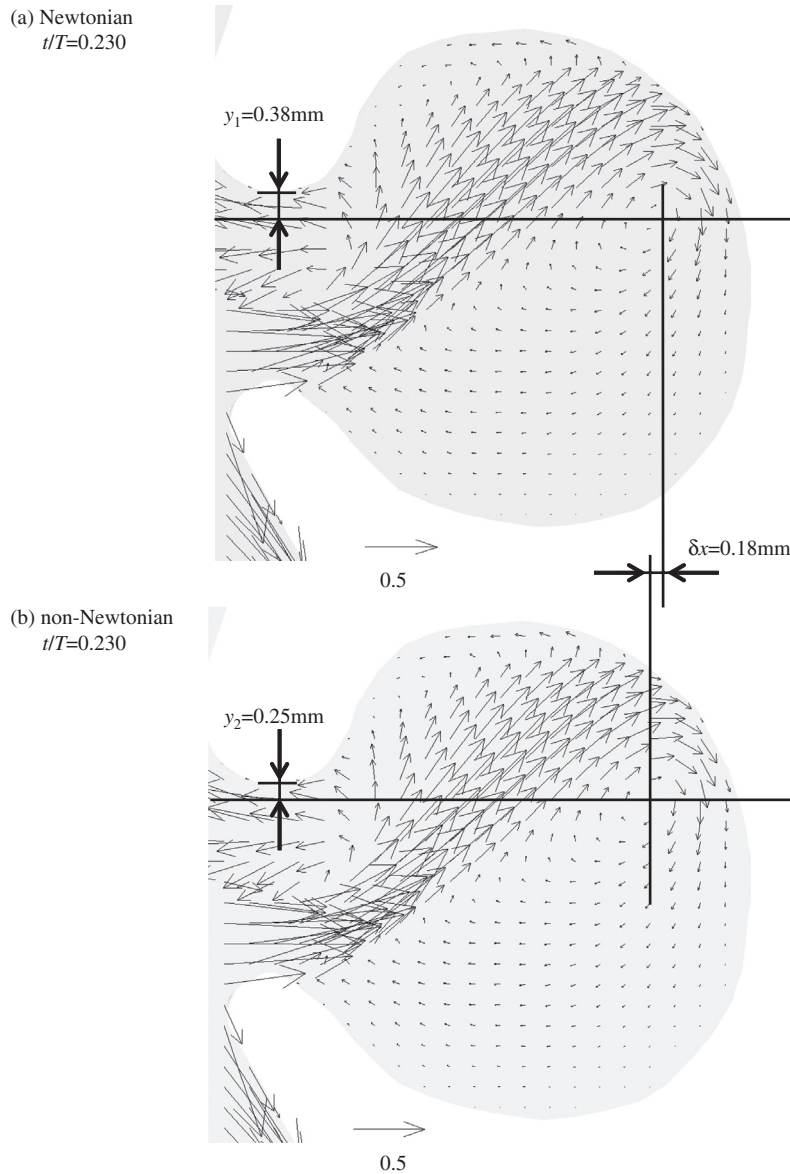 (a) Newtonian
t/T=0.230
y₁=0.38mm
0.5
δx=0.18mm
(b) non-Newtonian
t/T=0.230
y₂=0.25mm
0.5